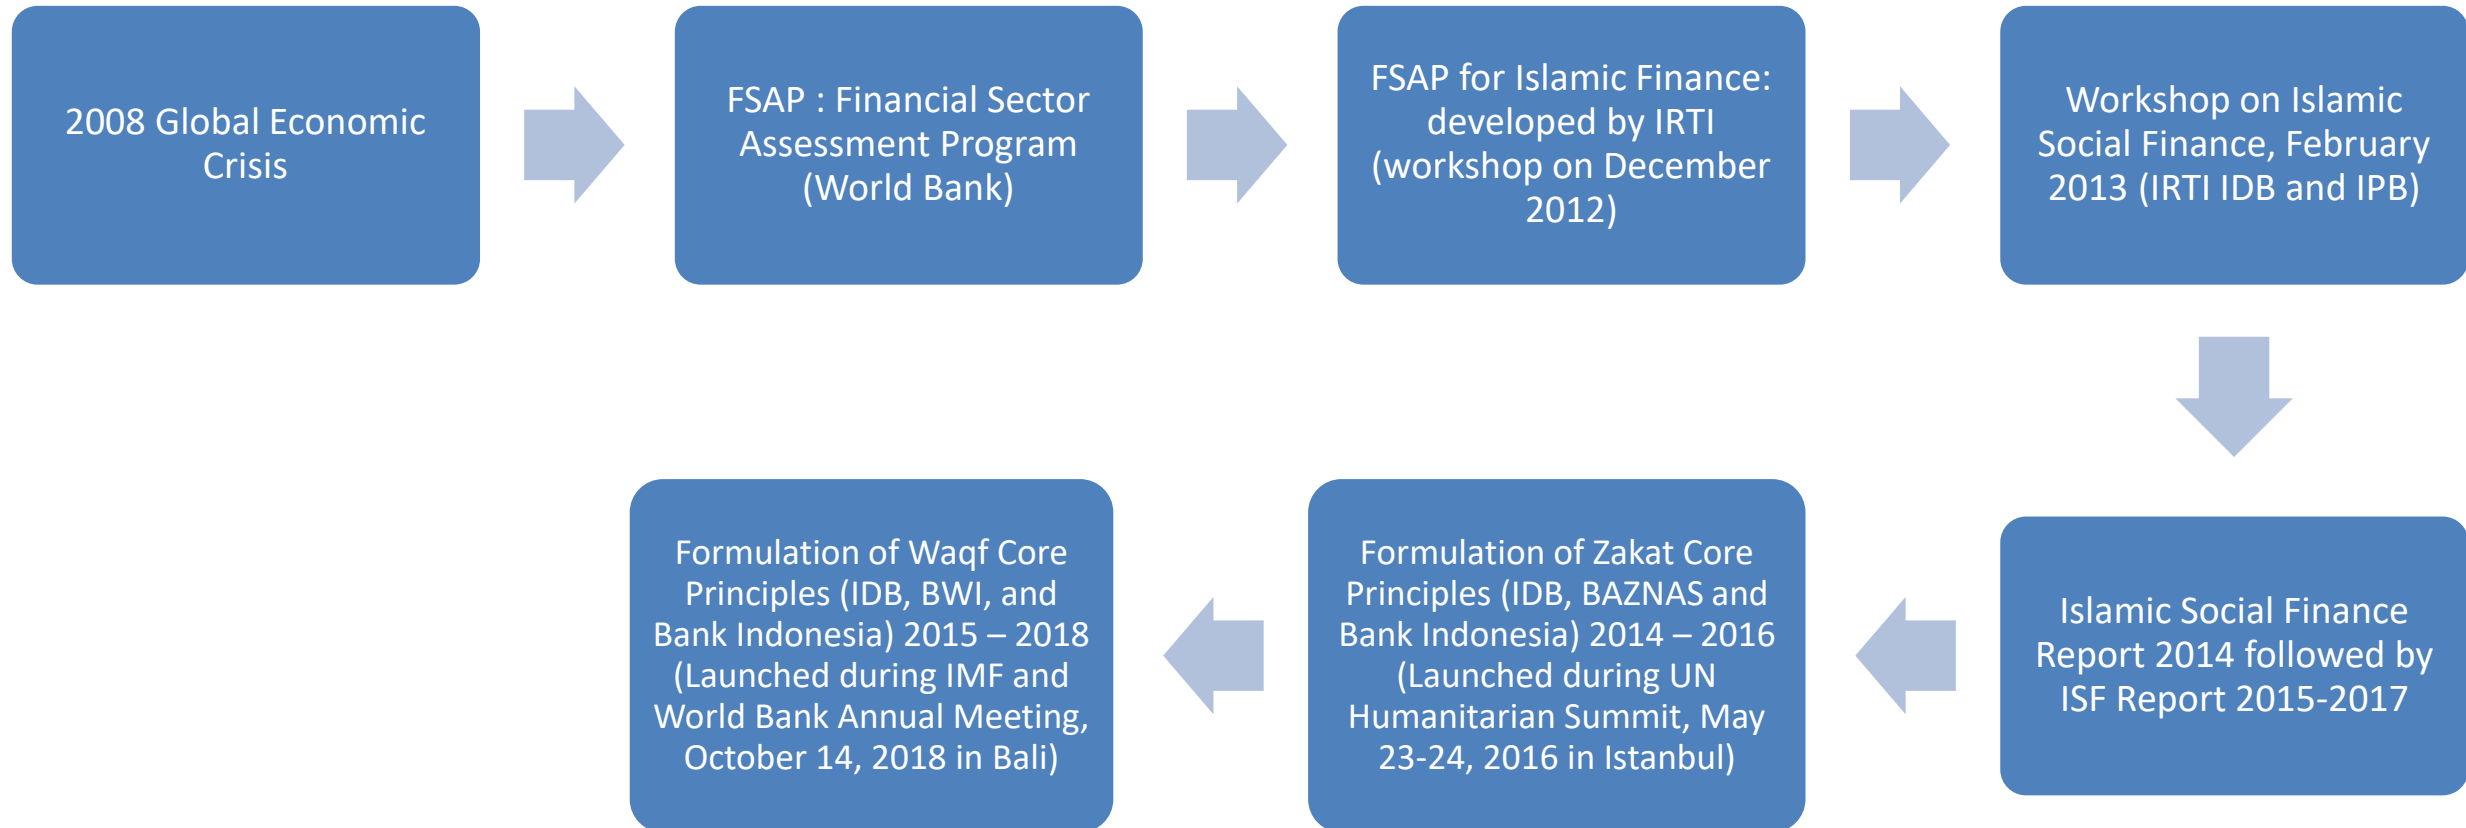 2008 Global Economic
Crisis
FSAP : Financial Sector
Assessment Program
(World Bank)
FSAP for Islamic Finance:
developed by IRTI
(workshop on December
2012)
Workshop on Islamic
Social Finance, February
2013 (IRTI IDB and IPB)
Islamic Social Finance
Report 2014 followed by
ISF Report 2015-2017
Formulation of Zakat Core
Principles (IDB, BAZNAS and
Bank Indonesia) 2014 – 2016
(Launched during UN
Humanitarian Summit, May
23-24, 2016 in Istanbul)
Formulation of Waqf Core
Principles (IDB, BWI, and
Bank Indonesia) 2015 – 2018
(Launched during IMF and
World Bank Annual Meeting,
October 14, 2018 in Bali)